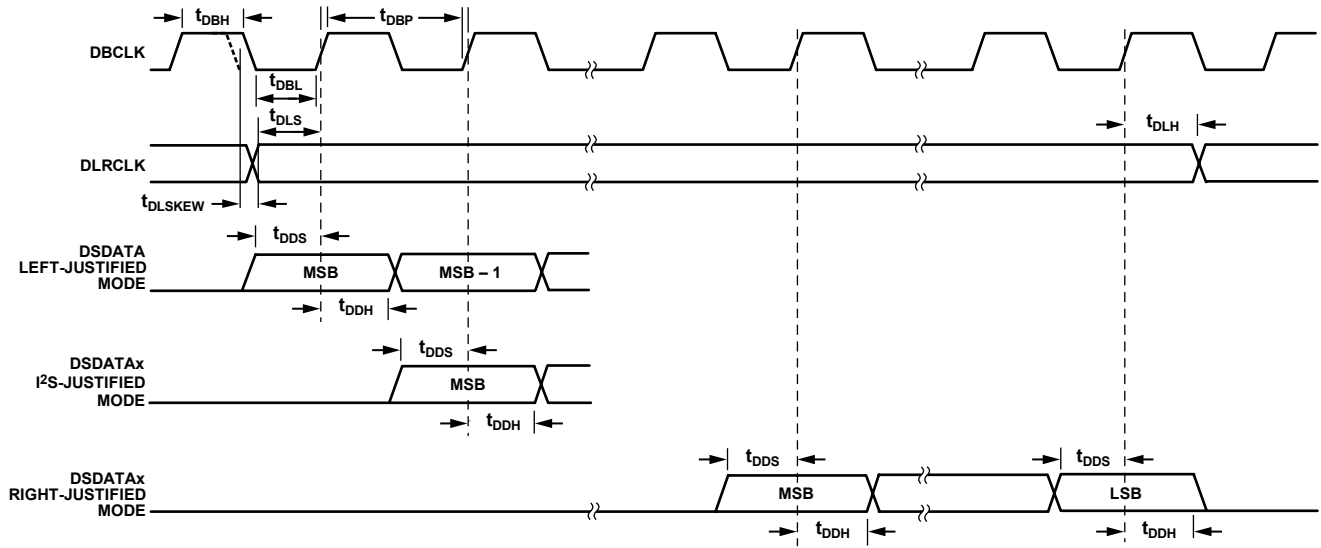 tDBH
tDBP
DBCLK
tDBL
tDLS
tDLH
DLRCLK
tDLSKEW
DSDATA
LEFT-JUSTIFIED
MODE
tDDS
MSB
MSB – 1
tDDH
DSDATAx
I²S-JUSTIFIED
MODE
tDDS
MSB
tDDH
DSDATAx
RIGHT-JUSTIFIED
MODE
tDDS
tDDS
MSB
LSB
tDDH
tDDH